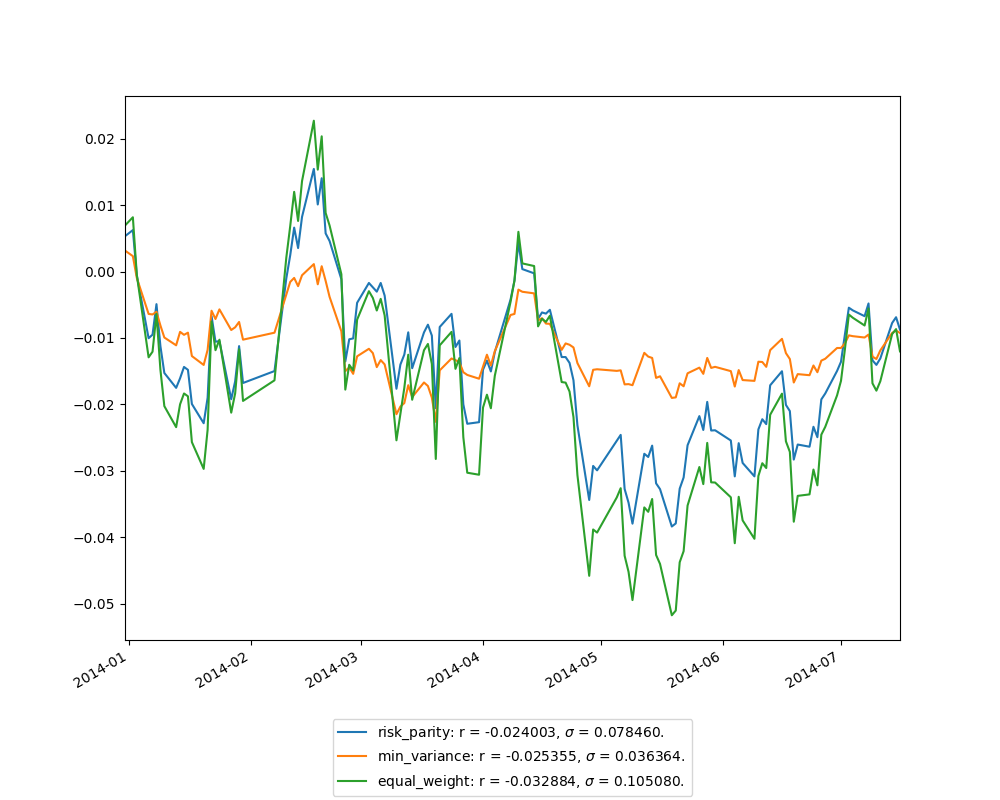 0.02
0.01
0.00
−0.01
−0.02
−0.03
−0.04
−0.05
2014-01 2014-02 2014-03 2014-04 2014-05 2014-06 2014-07
risk_parity: r = -0.024003, σ = 0.078460.
min_variance: r = -0.025355, σ = 0.036364.
equal_weight: r = -0.032884, σ = 0.105080.